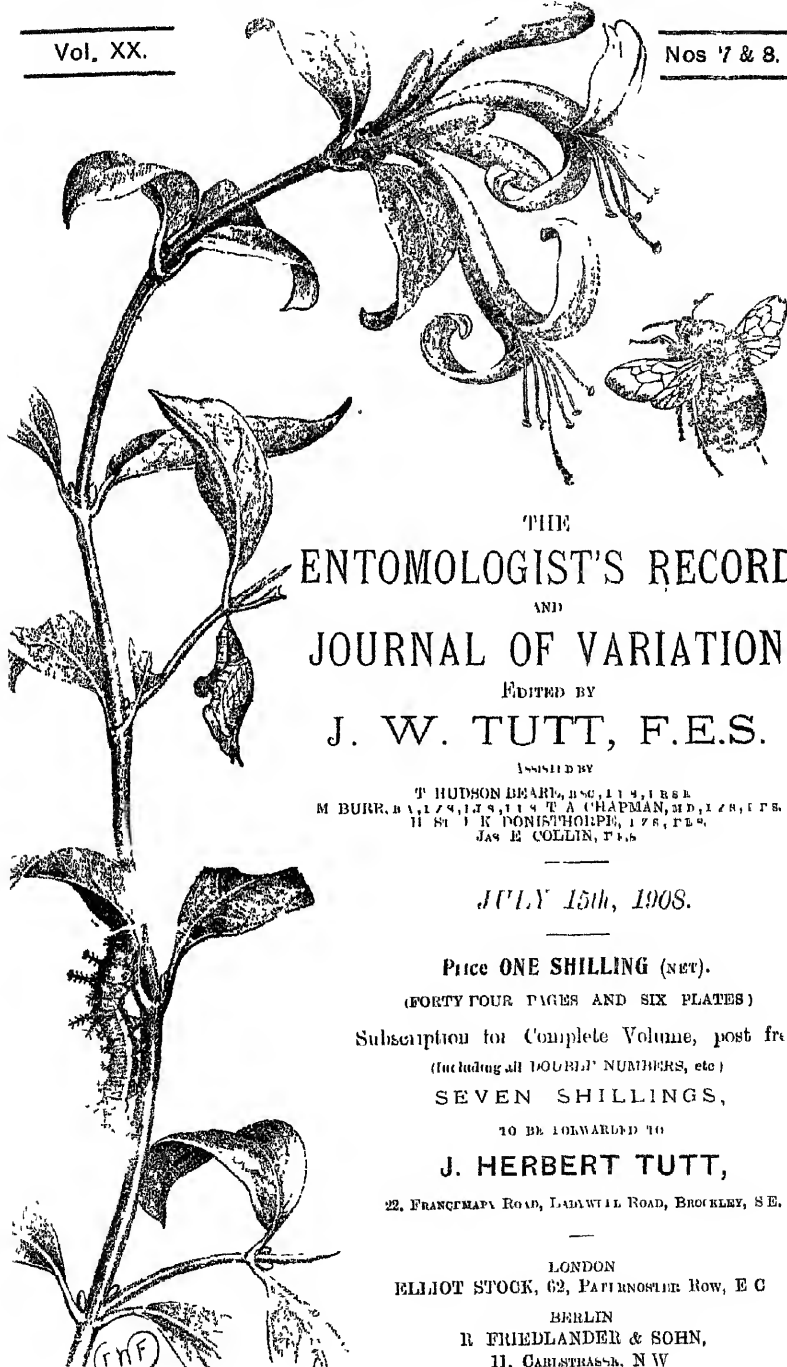 Vol. XX.
Nos 7 & 8.
THE
ENTOMOLOGIST'S RECORD
AND
JOURNAL OF VARIATION
EDITED BY
J. W. TUTT, F.E.S.
ASSISTED BY
T HUDSON BEARE,
M BURR, T A CHAPMAN, MD,
H ST J K DONISTHORPE,
JAS E COLLIN,
JULY 15th, 1908.
Price ONE SHILLING (NET).
(FORTY FOUR PAGES AND SIX PLATES)
Subscription for Complete Volume, post fre
(Including all DOUBLE NUMBERS, etc)
SEVEN SHILLINGS,
TO BE FORWARDED TO
J. HERBERT TUTT,
22, ROAD, LADYWELL ROAD, BROCKLEY, S E.
LONDON
ELLIOT STOCK, 62, PATERNOSTER ROW, E C
BERLIN
R FRIEDLANDER & SOHN,
11, CARLSTRASSE, N W